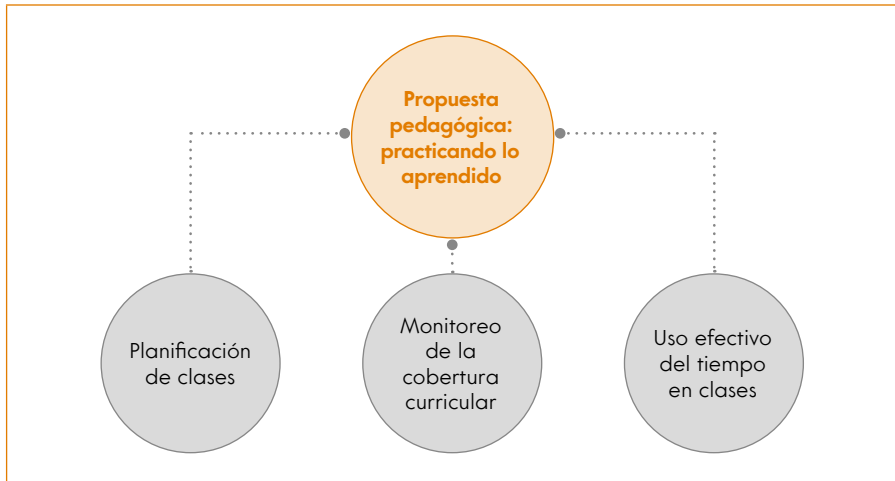 Propuesta
pedagógica:
practicando lo
aprendido
Planificación
de clases
Monitoreo
de la
cobertura
curricular
Uso efectivo
del tiempo
en clases